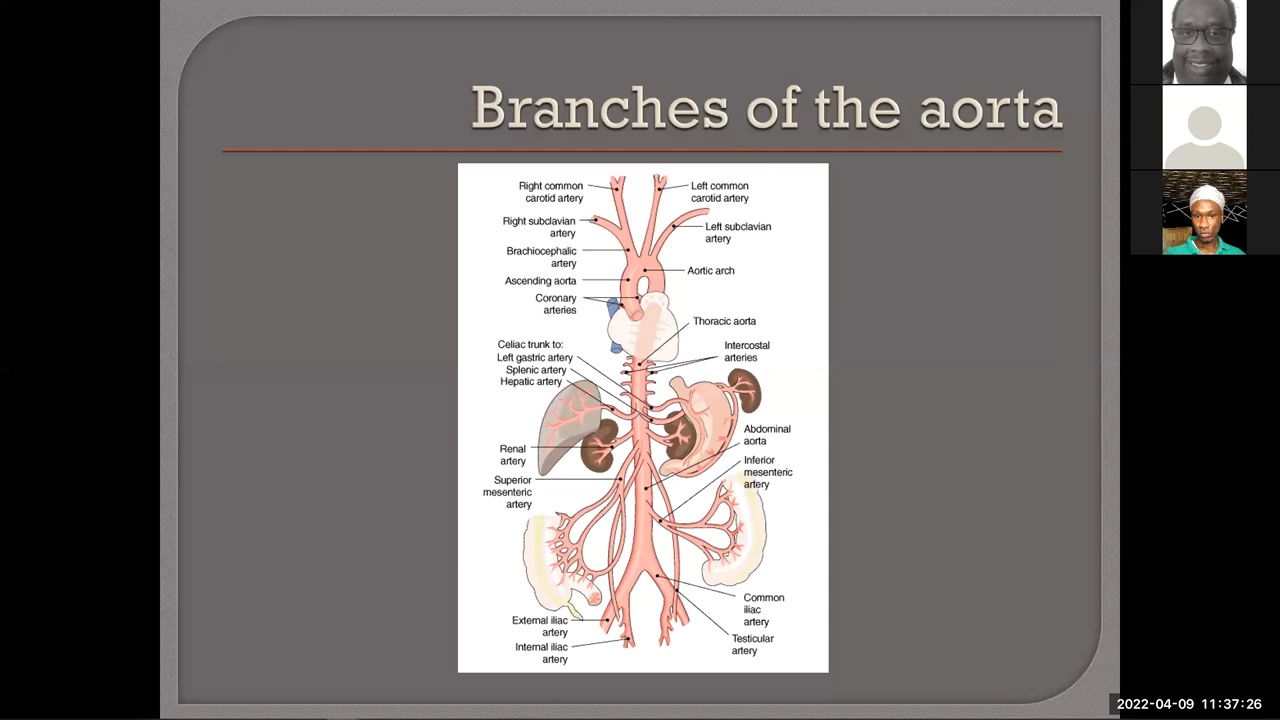 Branches of the aorta
Right common
carotid artery
Left common
carotid artery
Right subclavian
artery
Left subclavian
artery
Brachiocephalic
artery
Aortic arch
Ascending aorta
Coronary
arteries
Thoracic aorta
Celiac trunk to:
Left gastric artery
Splenic artery
Hepatic artery
Intercostal
arteries
Abdominal
aorta
Renal
artery
Inferior
mesenteric
artery
Superior
mesenteric
artery
Common
iliac
artery
External iliac
artery
Testicular
artery
Internal iliac
artery
2022-04-09 11:37:26